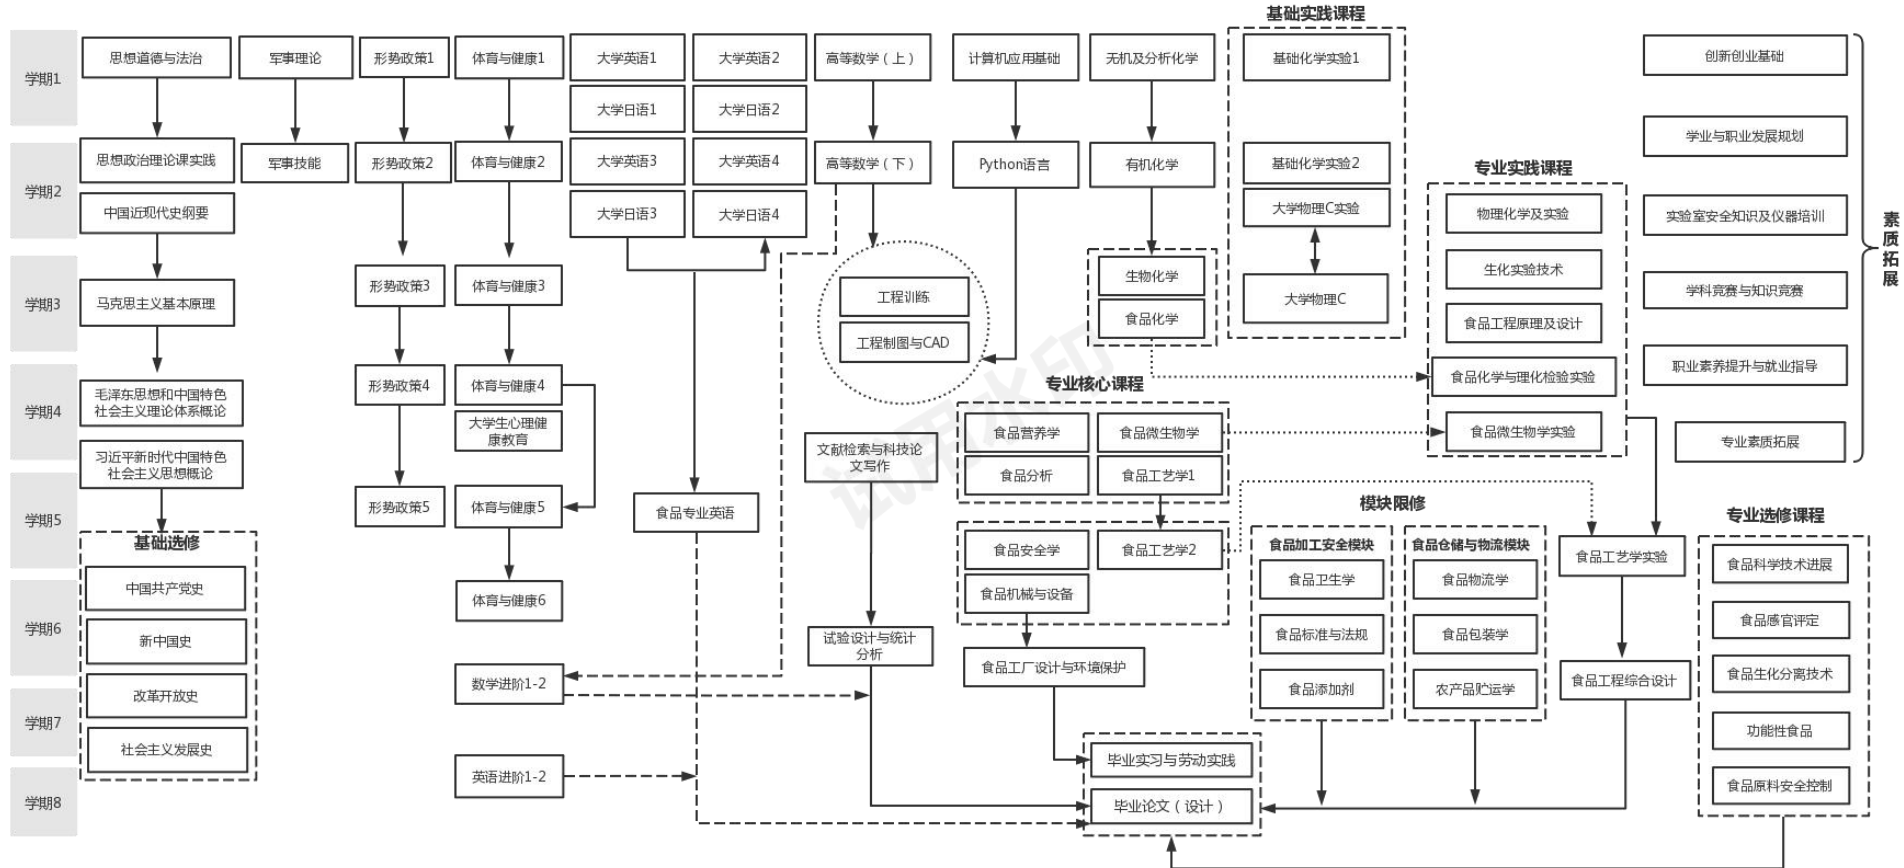 基础实践课程
学期1
思想道德与法治
军事理论
形势政策1
体育与健康1
大学英语1
大学英语2
高等数学（上）
计算机应用基础
无机及分析化学
基础化学实验1
创新创业基础
大学日语1
大学日语2
学业与职业发展规划
学期2
思想政治理论课实践
军事技能
形势政策2
体育与健康2
大学英语3
大学英语4
高等数学（下）
Python语言
有机化学
基础化学实验2
专业实践课程
中国近现代史纲要
大学日语3
大学日语4
大学物理C实验
物理化学及实验
实验室安全知识及仪器培训
素
质
拓
展
学期3
马克思主义基本原理
形势政策3
体育与健康3
工程训练
工程制图与CAD
生物化学
食品化学
大学物理C
生化实验技术
食品工程原理及设计
学科竞赛与知识竞赛
食品化学与理化检验实验
职业素养提升与就业指导
学期4
毛泽东思想和中国特色
社会主义理论体系概论
形势政策4
体育与健康4
大学生心理健
康教育
专业核心课程
食品营养学
食品微生物学
食品微生物学实验
专业素质拓展
文献检索与科技论
文写作
习近平新时代中国特色
社会主义思想概论
食品分析
食品工艺学1
试用水印
学期5
形势政策5
体育与健康5
食品专业英语
模块限修
专业选修课程
基础选修
食品安全学
食品工艺学2
食品加工安全模块
食品仓储与物流模块
食品工艺学实验
食品科学技术进展
中国共产党史
体育与健康6
食品机械与设备
食品卫生学
食品物流学
学期6
新中国史
试验设计与统计
分析
食品标准与法规
食品包装学
食品感官评定
食品工厂设计与环境保护
改革开放史
数学进阶1-2
食品添加剂
农产品贮运学
食品工程综合设计
食品生化分离技术
学期7
社会主义发展史
功能性食品
英语进阶1-2
毕业实习与劳动实践
学期8
毕业论文（设计）
食品原料安全控制